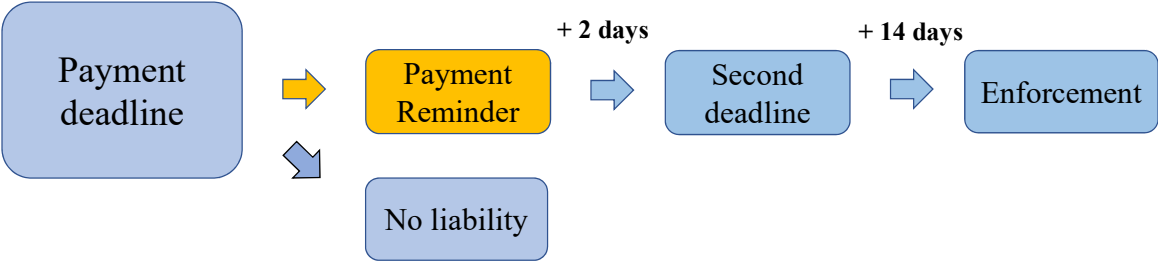 Payment
deadline
Payment
Reminder
+ 2 days
Second
deadline
+ 14 days
Enforcement
No liability